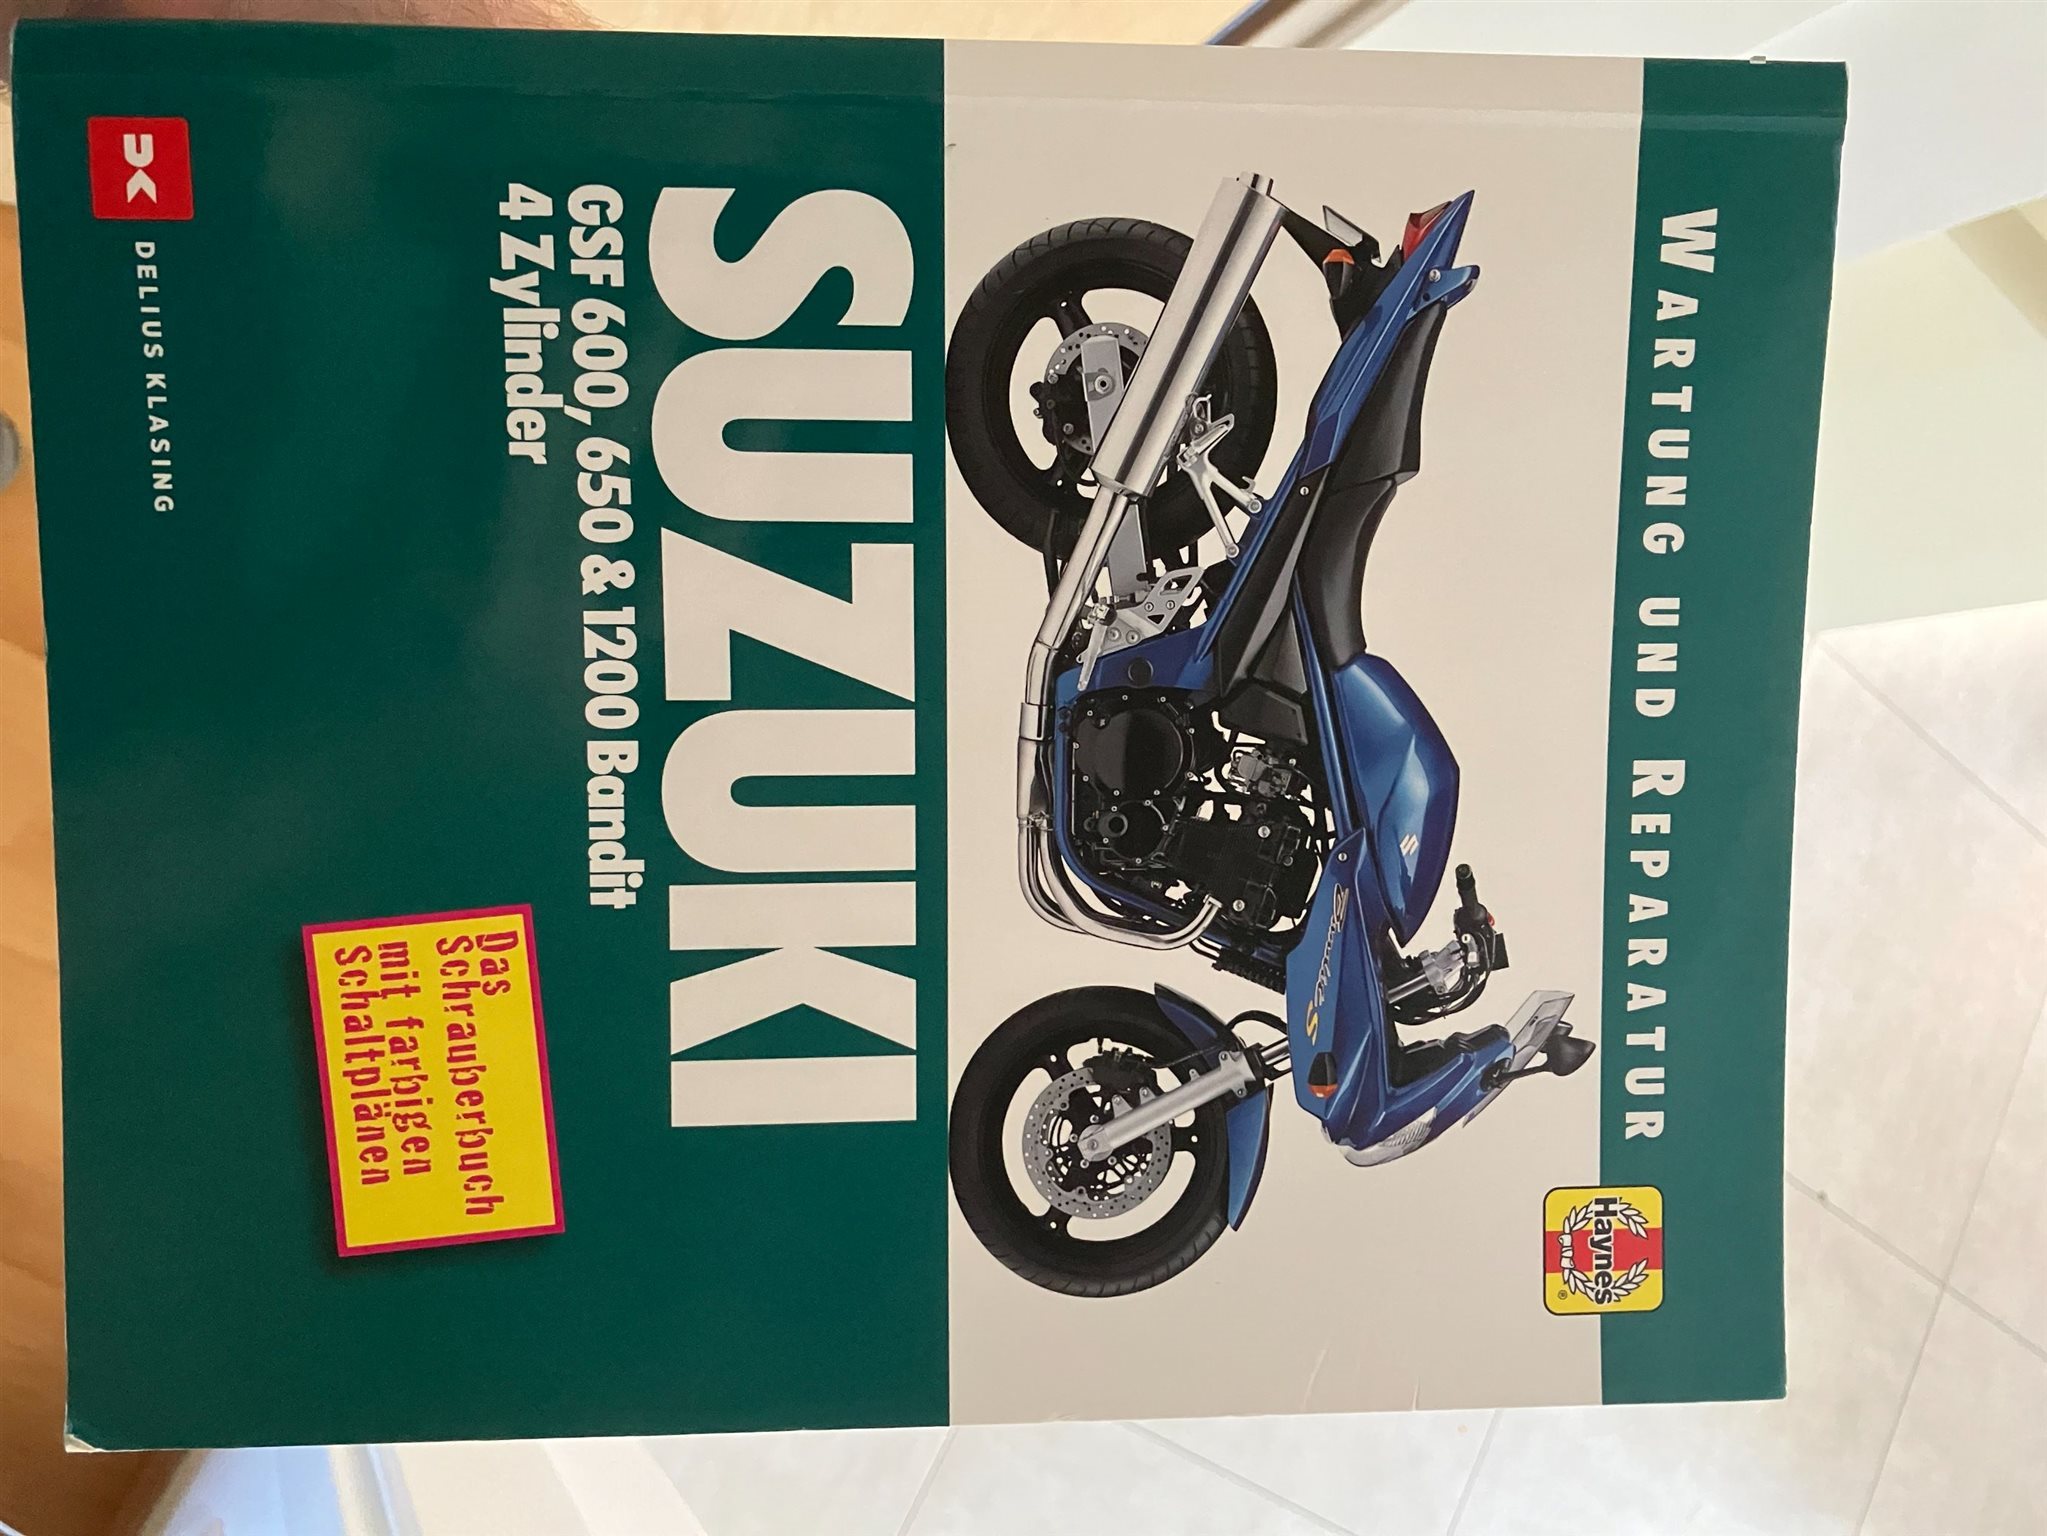 WARTUNG UND REPARATUR
Haynes®
Bandit S
SUZUKI
GSF 600, 650 & 1200 Bandit
4 Zylinder
Das
Schrauberbuch
mit farbigen
Schaltplänen
DK
DELIUS KLASING